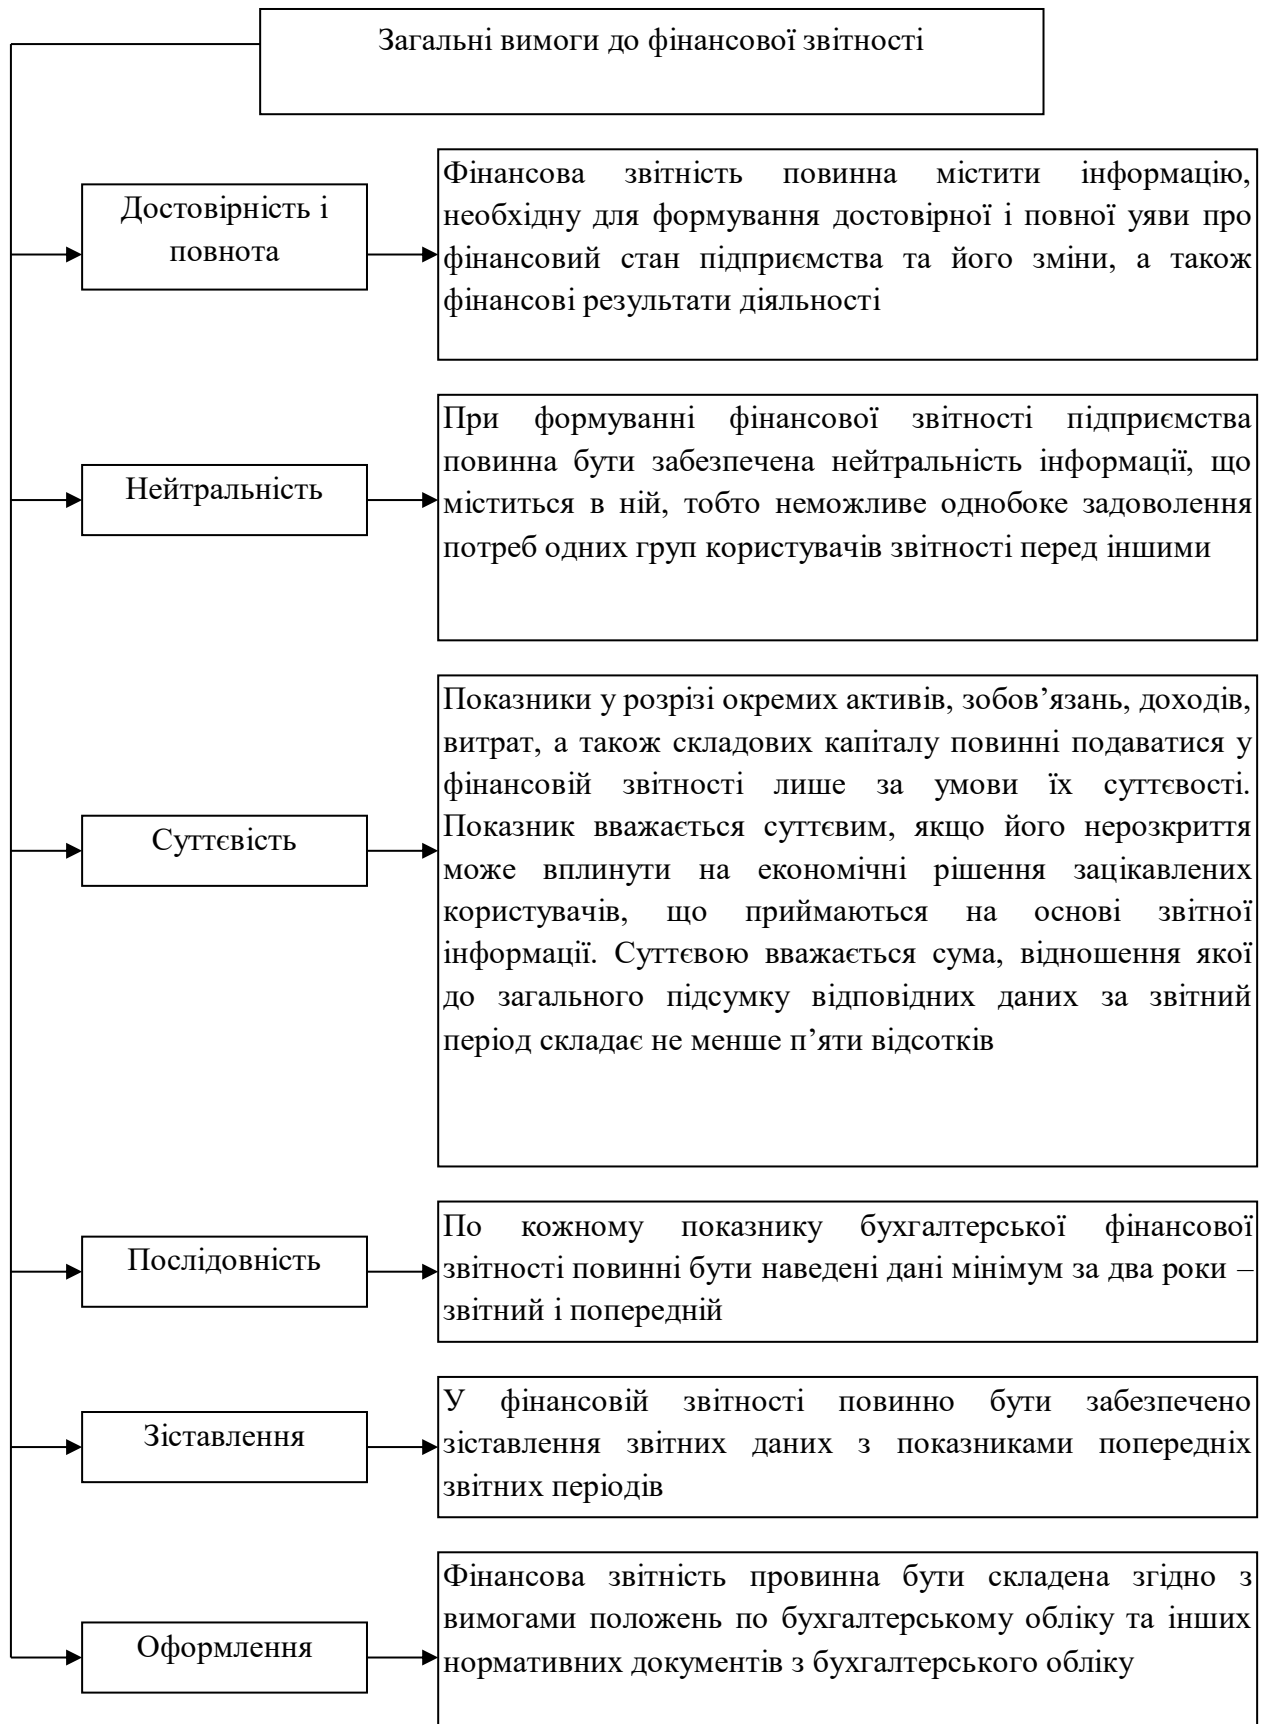 Загальні вимоги до фінансової звітності
Достовірність і
повнота
Фінансова звітність повинна містити інформацію,
необхідну для формування достовірної і повної уяви про
фінансовий стан підприємства та його зміни, а також
фінансові результати діяльності
Нейтральність
При формуванні фінансової звітності підприємства
повинна бути забезпечена нейтральність інформації, що
міститься в ній, тобто неможливе однобоке задоволення
потреб одних груп користувачів звітності перед іншими
Суттєвість
Показники у розрізі окремих активів, зобов’язань, доходів,
витрат, а також складових капіталу повинні подаватися у
фінансовій звітності лише за умови їх суттєвості.
Показник вважається суттєвим, якщо його нерозкриття
може вплинути на економічні рішення зацікавлених
користувачів, що приймаються на основі звітної
інформації. Суттєвою вважається сума, відношення якої
до загального підсумку відповідних даних за звітний
період складає не менше п’яти відсотків
Послідовність
По кожному показнику бухгалтерської фінансової
звітності повинні бути наведені дані мінімум за два роки –
звітний і попередній
Зіставлення
У фінансовій звітності повинно бути забезпечено
зіставлення звітних даних з показниками попередніх
звітних періодів
Оформлення
Фінансова звітність провинна бути складена згідно з
вимогами положень по бухгалтерському обліку та інших
нормативних документів з бухгалтерського обліку